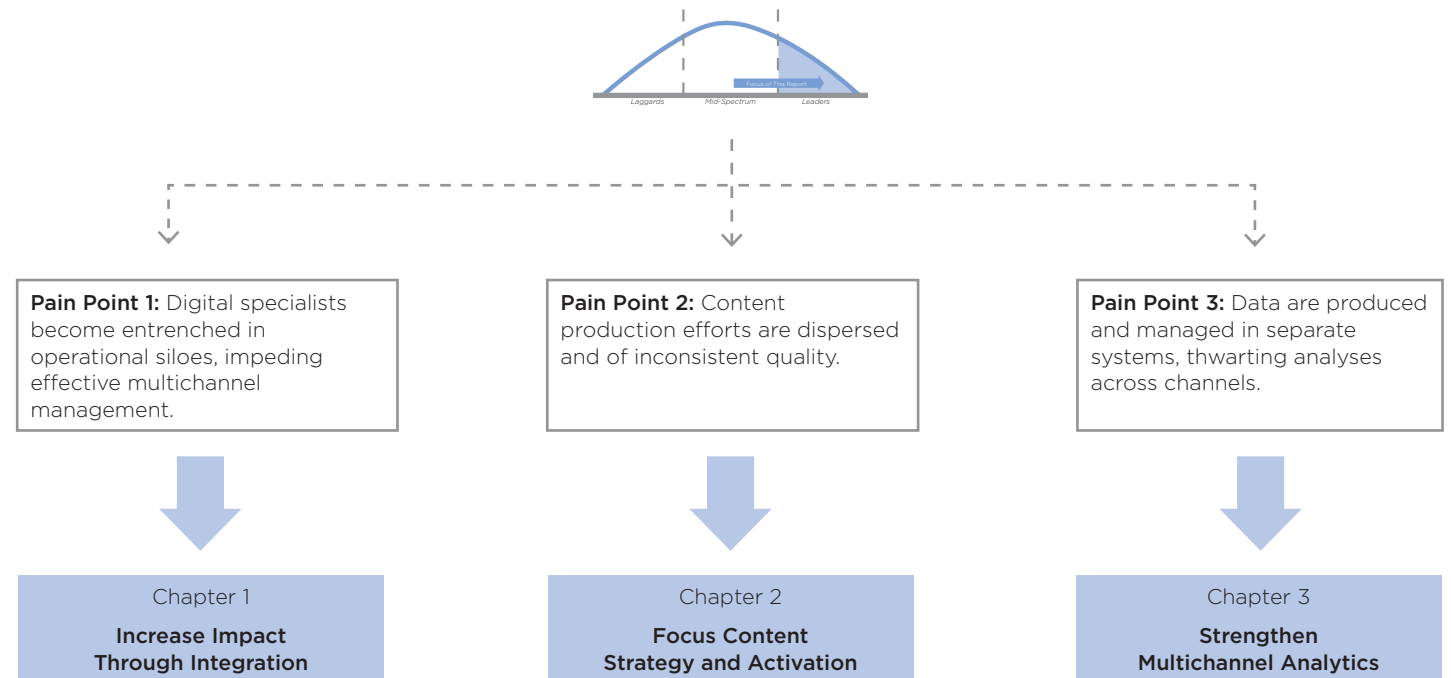 Focus of This Report
Laggards
Mid-Spectrum
Leaders
Pain Point 1: Digital specialists
become entrenched in
operational siloes, impeding
effective multichannel
management.
Pain Point 2: Content
production efforts are dispersed
and of inconsistent quality.
Pain Point 3: Data are produced
and managed in separate
systems, thwarting analyses
across channels.
Chapter 1
Increase Impact
Through Integration
Chapter 2
Focus Content
Strategy and Activation
Chapter 3
Strengthen
Multichannel Analytics